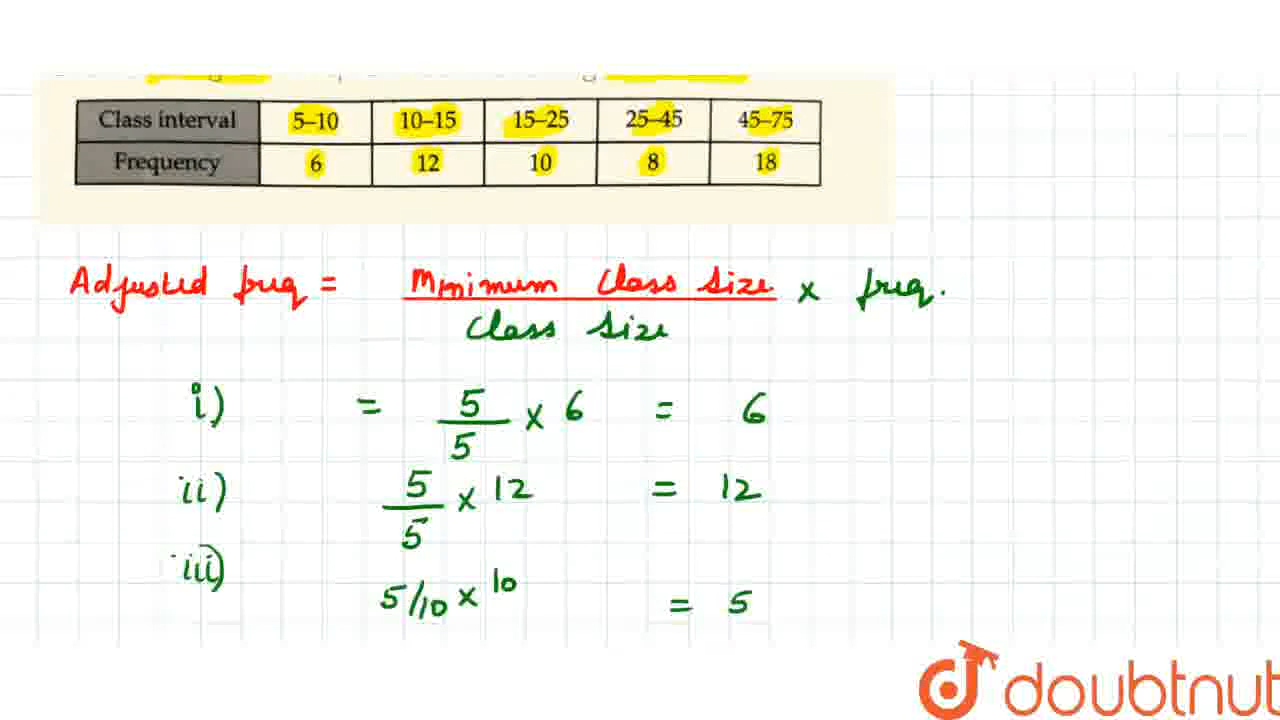 Class interval 5–10 10–15 15–25 25–45 45–75
Frequency 6 12 10 8 18
Adjusted freq = Minimum Class Size / Class Size × freq.
i) = 5/5 × 6 = 6
ii) 5/5 × 12 = 12
iii) 5/10 × 10 = 5
doubtnut